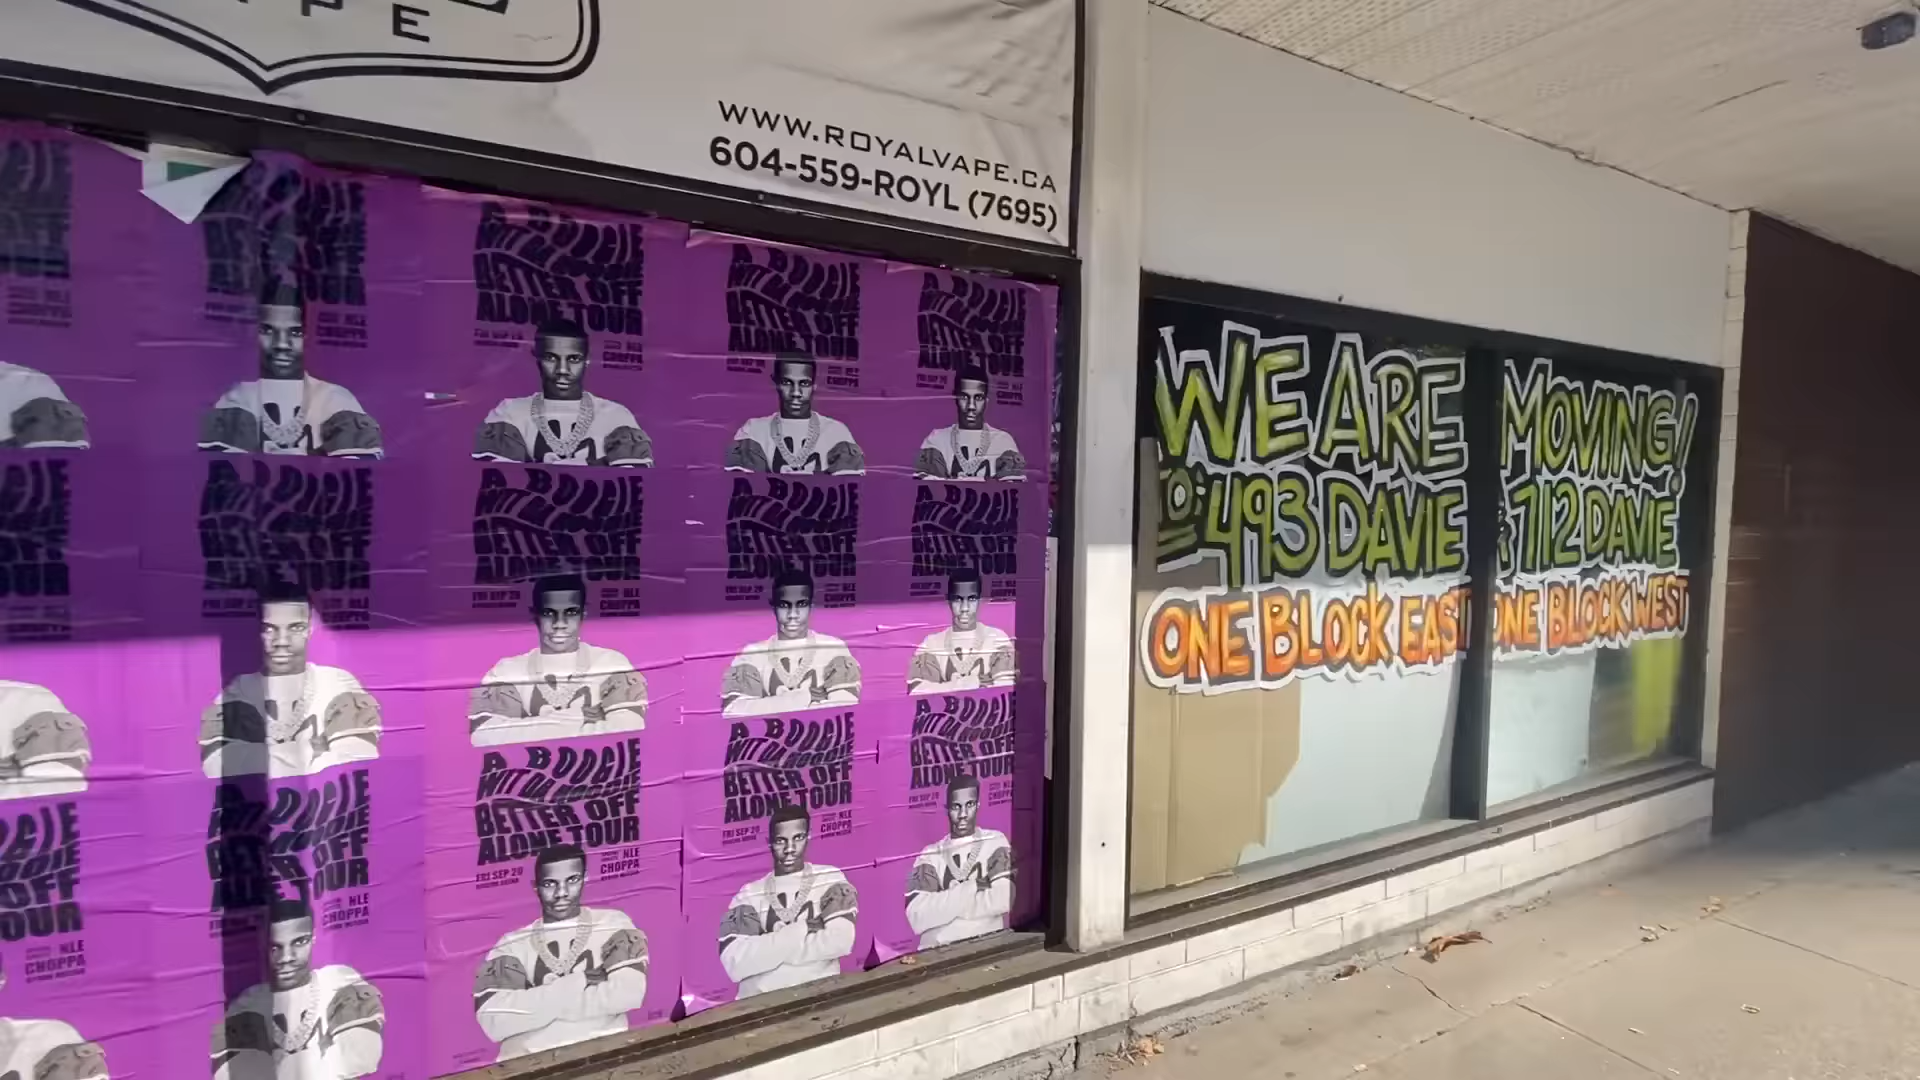 WWW.ROYALVAPE.CA
604-559-ROYL (7695)
A BOOGIE
WIT DA HOODIE
BETTER OFF
ALONE TOUR
FRI SEP 20
NLE
CHOPPA
WE ARE MOVING!
TO: 493 DAVIE & 712 DAVIE
ONE BLOCK EAST ONE BLOCK WEST